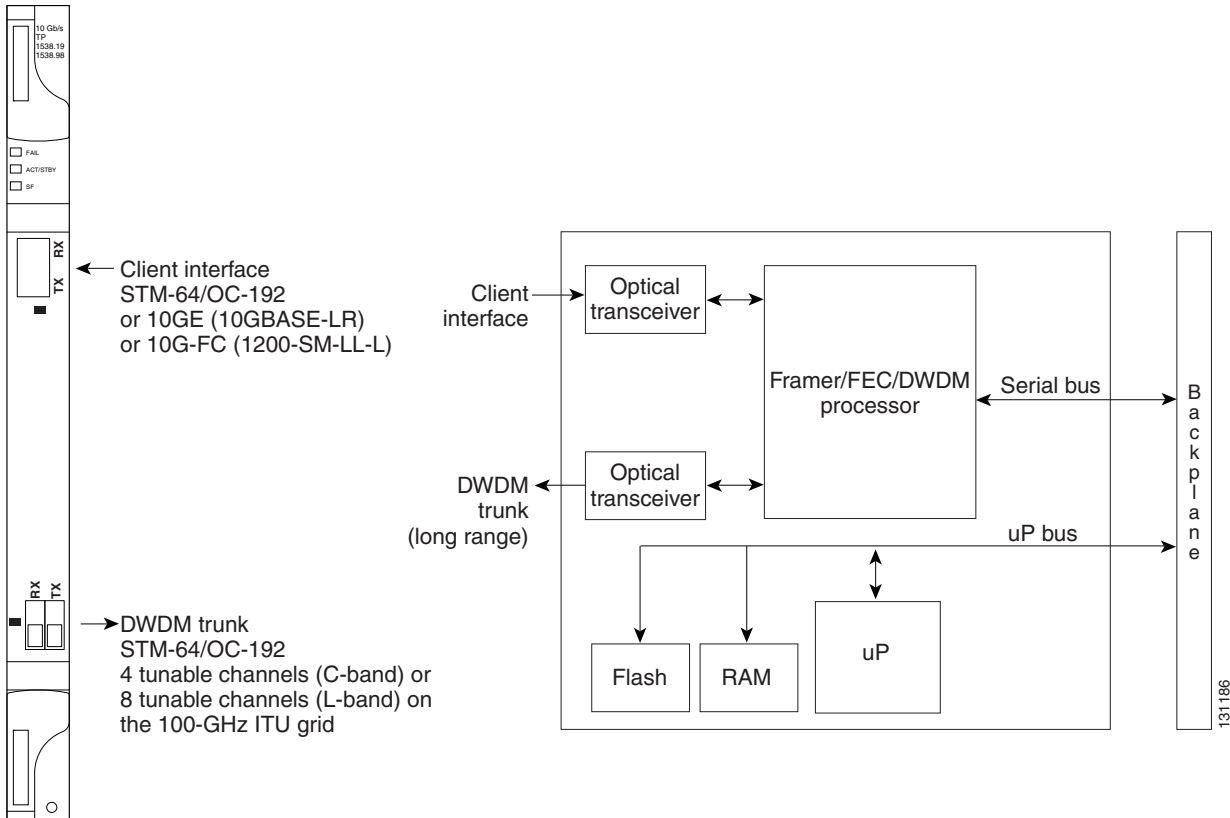 10 Gb/s
TP
1538.19
1538.98
FAIL
ACT/STBY
SF
RX
TX
Client interface
STM-64/OC-192
or 10GE (10GBASE-LR)
or 10G-FC (1200-SM-LL-L)
RX
TX
DWDM trunk
STM-64/OC-192
4 tunable channels (C-band) or
8 tunable channels (L-band) on
the 100-GHz ITU grid
Client
interface
Optical
transceiver
Framer/FEC/DWDM
processor
Serial bus
DWDM
trunk
(long range)
Optical
transceiver
uP bus
Flash
RAM
uP
Backplane
131186